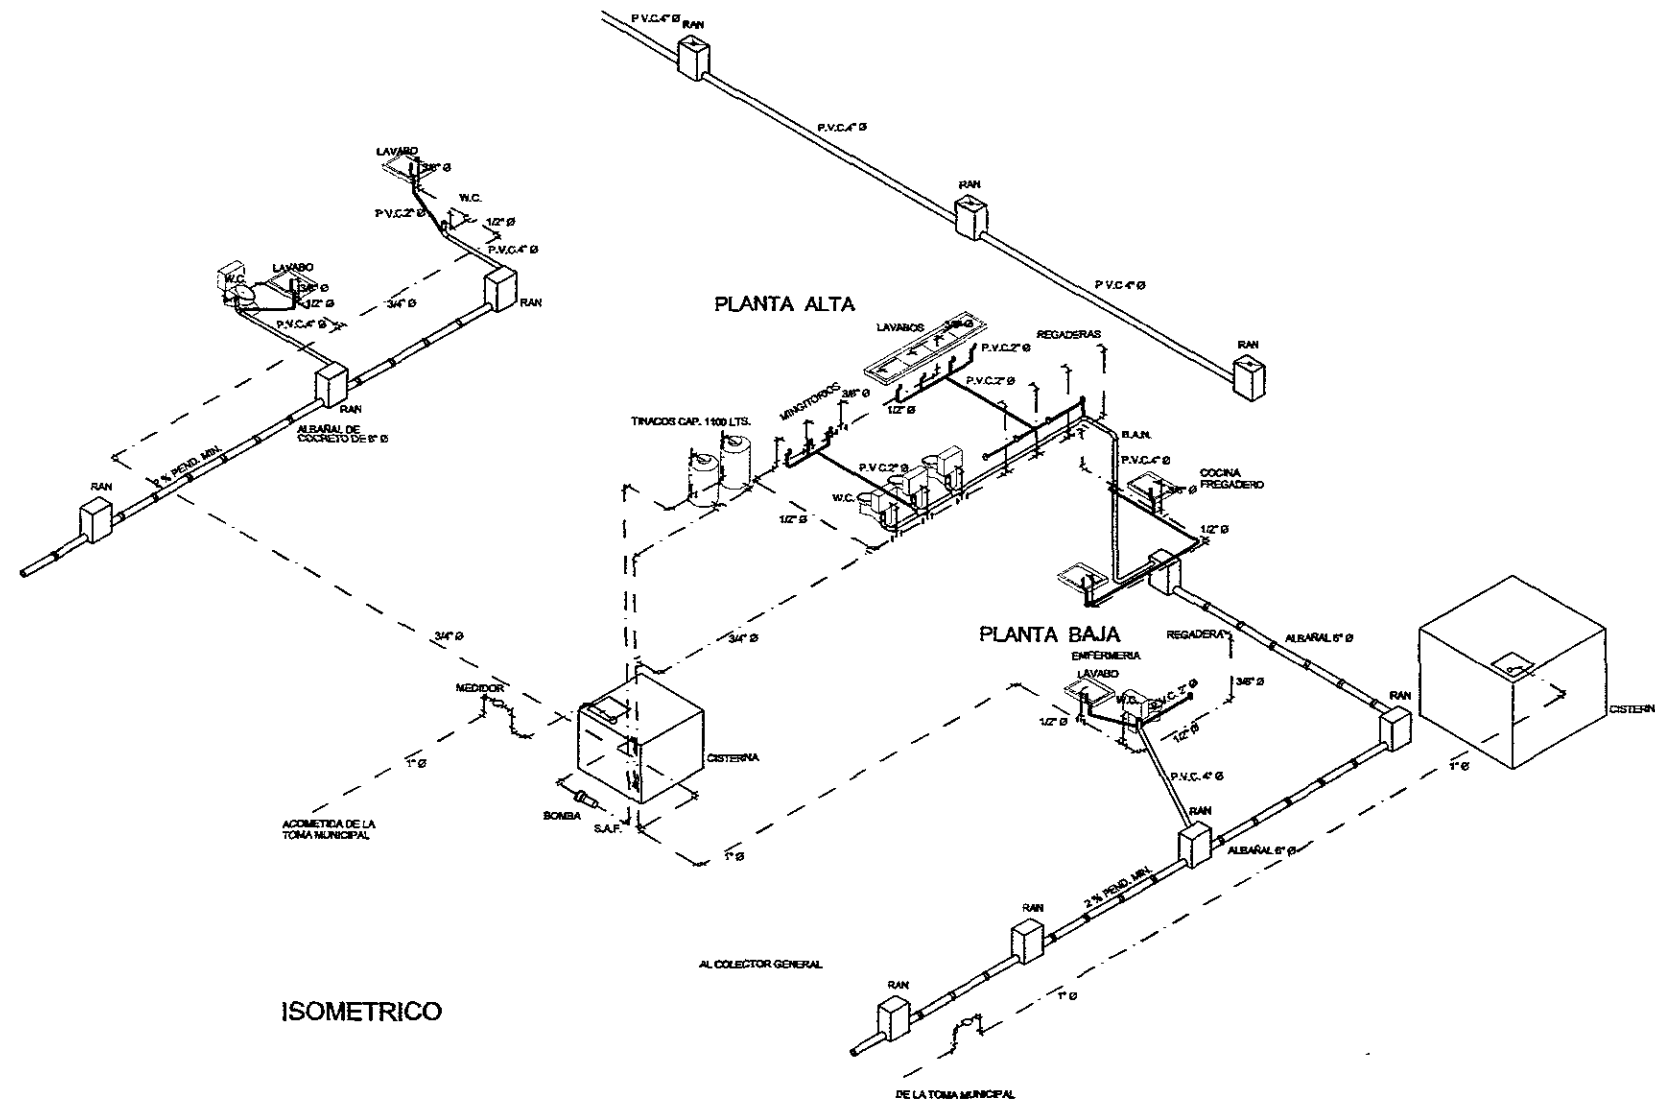 P.V.C.4" Ø
RAN
P.V.C.4" Ø
RAN
P.V.C 4" Ø
RAN
LAVABO
3/8" Ø
W.C.
P.V.C.2" Ø
1/2" Ø
P.V.C.4" Ø
LAVABO
W.C.
3/8" Ø
1/2" Ø
3/4" Ø
RAN
P.V.C.4" Ø
RAN
ALBAÑAL DE
COCRETO DE 6" Ø
2 % PEND. MIN.
RAN
PLANTA ALTA
LAVABOS
3/8" Ø
REGADERAS
P.V.C.2" Ø
P.V.C.2" Ø
MINGITORIOS
3/8" Ø
1/2" Ø
TINACOS CAP. 1100 LTS.
B.A.N.
P.V.C.4" Ø
P.V.C.2" Ø
W.C.
COCINA
FREGADERO
3/8" Ø
1/2" Ø
1/2" Ø
3/4" Ø
3/4" Ø
PLANTA BAJA
REGADERA
ALBAÑAL 6" Ø
ENFERMERIA
LAVABO
W.C.
P.V.C. 2" Ø
3/8" Ø
1/2" Ø
1/2" Ø
RAN
CISTERN
MEDIDOR
1" Ø
CISTERNA
BOMBA
S.A.F.
ACOMETIDA DE LA
TOMA MUNICIPAL
1" Ø
P.V.C. 4" Ø
RAN
1" Ø
ALBAÑAL 6" Ø
2 % PEND. MIN.
RAN
AL COLECTOR GENERAL
RAN
1" Ø
ISOMETRICO
DE LA TOMA MUNICIPAL